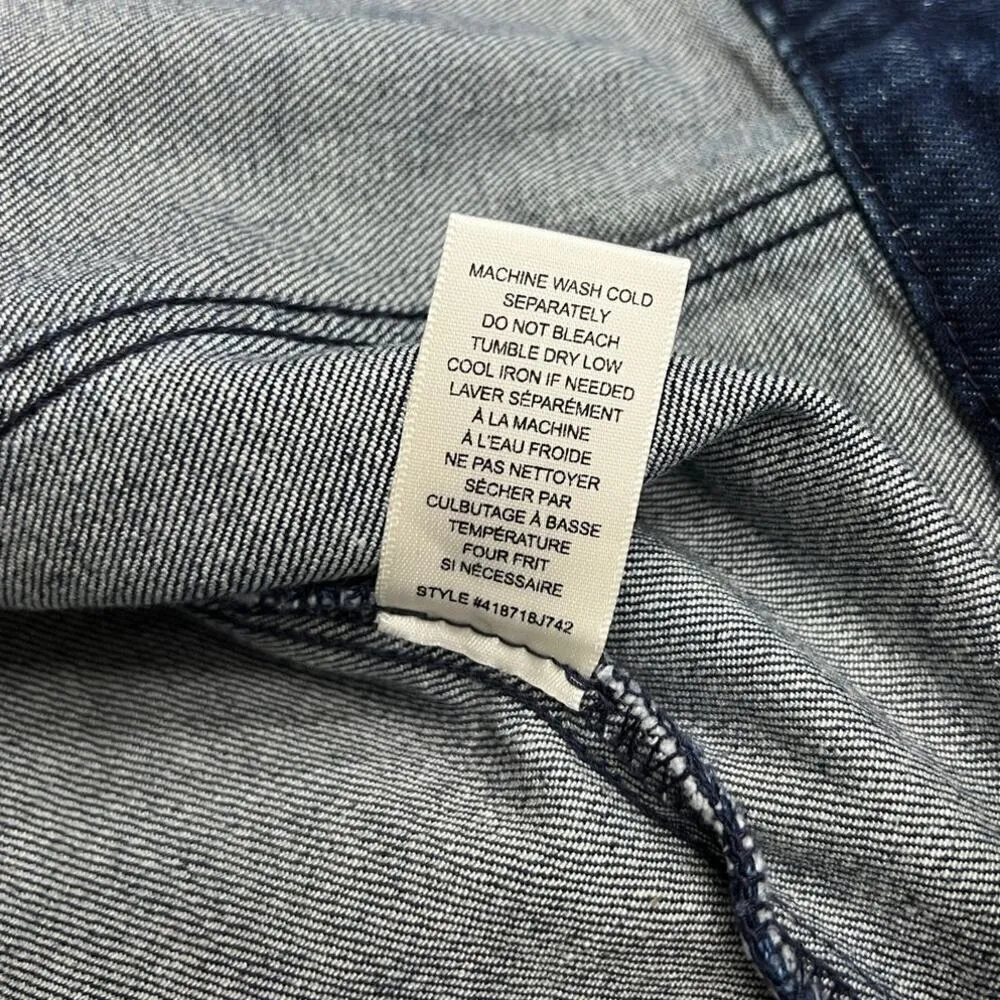 MACHINE WASH COLD
SEPARATELY
DO NOT BLEACH
TUMBLE DRY LOW
COOL IRON IF NEEDED
LAVER SÉPARÉMENT
À LA MACHINE
À L'EAU FROIDE
NE PAS NETTOYER
SÉCHER PAR
CULBUTAGE À BASSE
TEMPÉRATURE
FOUR FRIT
SI NÉCESSAIRE
STYLE #418718J742